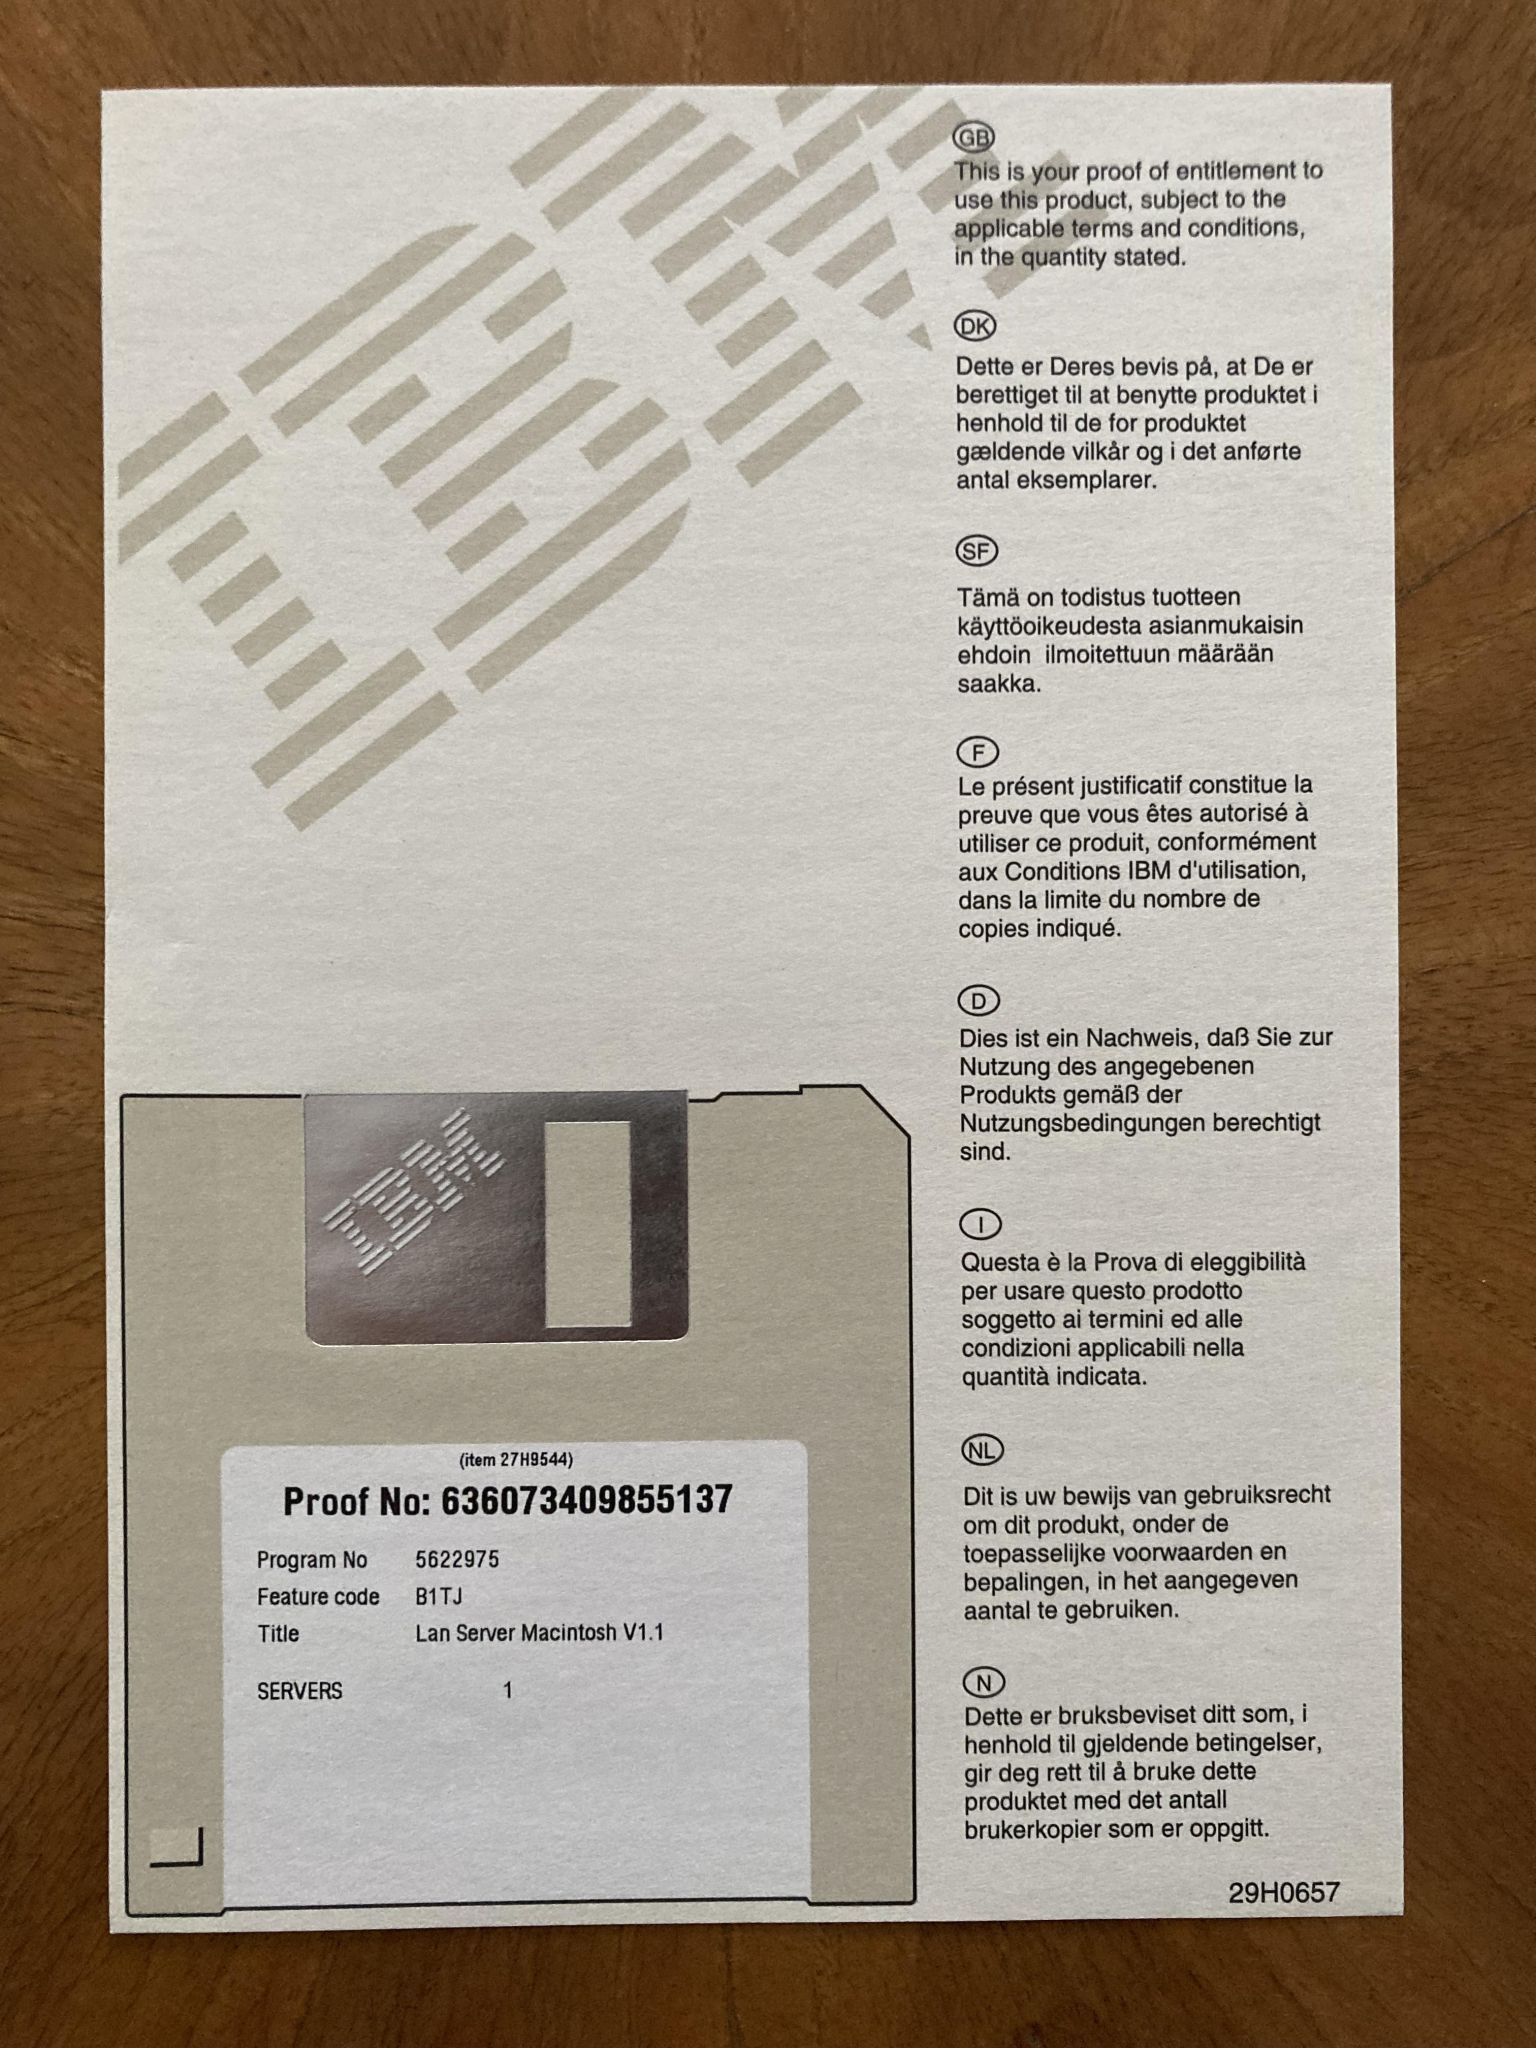 IBM
GB
This is your proof of entitlement to
use this product, subject to the
applicable terms and conditions,
in the quantity stated.
DK
Dette er Deres bevis på, at De er
berettiget til at benytte produktet i
henhold til de for produktet
gældende vilkår og i det anførte
antal eksemplarer.
SF
Tämä on todistus tuotteen
käyttöoikeudesta asianmukaisin
ehdoin ilmoitettuun määrään
saakka.
F
Le présent justificatif constitue la
preuve que vous êtes autorisé à
utiliser ce produit, conformément
aux Conditions IBM d'utilisation,
dans la limite du nombre de
copies indiqué.
D
Dies ist ein Nachweis, daß Sie zur
Nutzung des angegebenen
Produkts gemäß der
Nutzungsbedingungen berechtigt
sind.
I
Questa è la Prova di eleggibilità
per usare questo prodotto
soggetto ai termini ed alle
condizioni applicabili nella
quantità indicata.
NL
Dit is uw bewijs van gebruiksrecht
om dit produkt, onder de
toepasselijke voorwaarden en
bepalingen, in het aangegeven
aantal te gebruiken.
N
Dette er bruksbeviset ditt som, i
henhold til gjeldende betingelser,
gir deg rett til å bruke dette
produktet med det antall
brukerkopier som er oppgitt.
29H0657
IBM
(item 27H9544)
Proof No: 636073409855137
Program No 5622975
Feature code B1TJ
Title Lan Server Macintosh V1.1
SERVERS 1